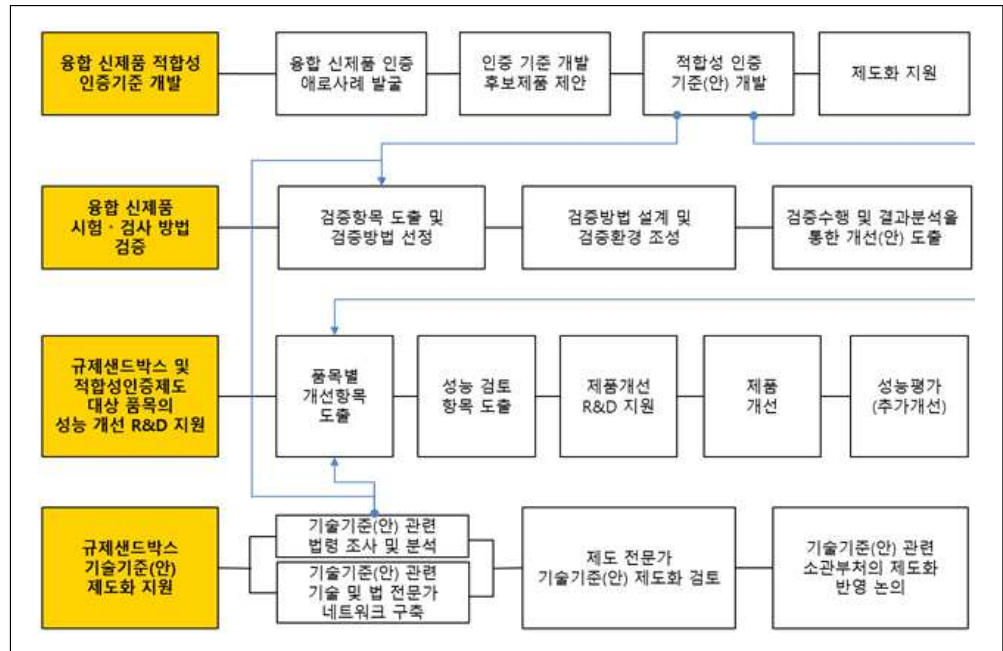 융합 신제품 적합성
인증기준 개발
융합 신제품 인증
애로사례 발굴
인증 기준 개발
후보제품 제안
적합성 인증
기준(안) 개발
제도화 지원
융합 신제품
시험 · 검사 방법
검증
검증항목 도출 및
검증방법 선정
검증방법 설계 및
검증환경 조성
검증수행 및 결과분석을
통한 개선(안) 도출
규제샌드박스 및
적합성인증제도
대상 품목의
성능 개선 R&D 지원
품목별
개선항목
도출
성능 검토
항목 도출
제품개선
R&D 지원
제품
개선
성능평가
(추가개선)
규제샌드박스
기술기준(안)
제도화 지원
기술기준(안) 관련
법령 조사 및 분석
기술기준(안) 관련
기술 및 법 전문가
네트워크 구축
제도 전문가
기술기준(안) 제도화 검토
기술기준(안) 관련
소관부처의 제도화
반영 논의